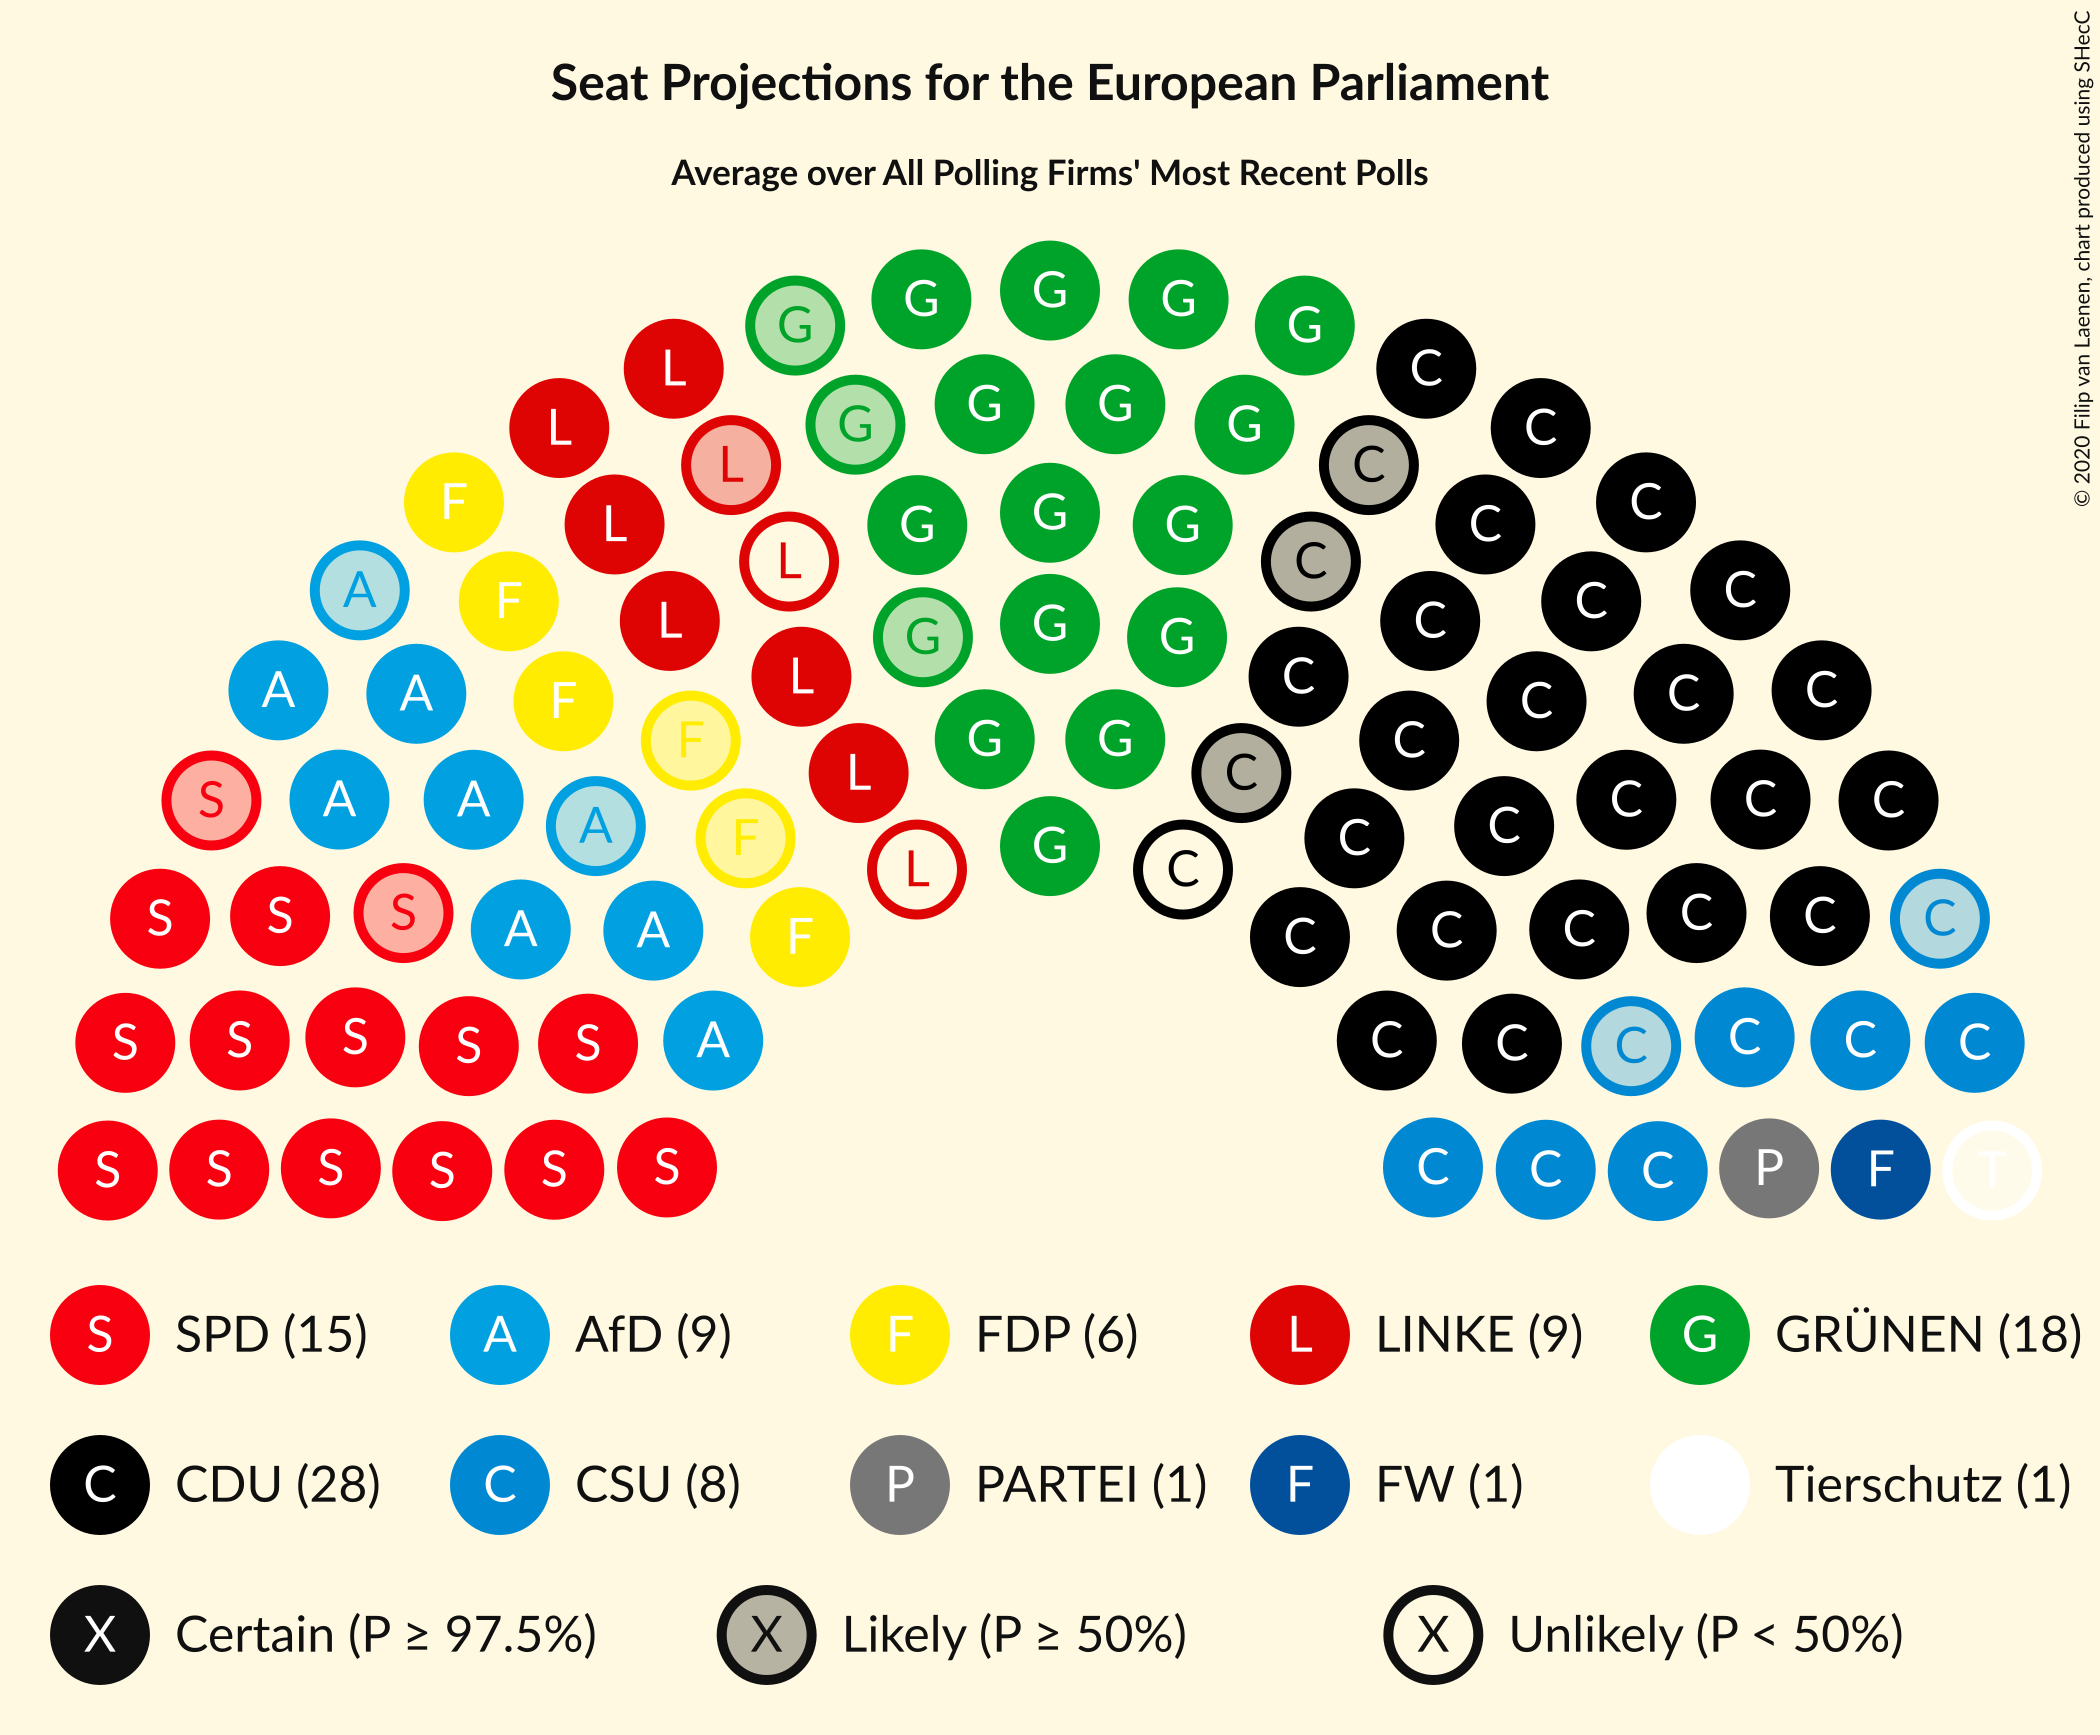 Seat Projections for the European Parliament
Average over All Polling Firms' Most Recent Polls
© 2020 Filip van Laenen, chart produced using SHecC
G G G G G
L G G G G C
L L G G C C
F L L G G G C C C
A F L G G G C C C
A A F F L G G C C C C C
S A A A F L G C C C C C C
S S S A A F L C C C C C C C
S S S S S A C C C C C C
S S S S S S C C C P F T
S SPD (15) A AfD (9) F FDP (6) L LINKE (9) G GRÜNEN (18)
C CDU (28) C CSU (8) P PARTEI (1) F FW (1) Tierschutz (1)
X Certain (P ≥ 97.5%) X Likely (P ≥ 50%) X Unlikely (P < 50%)